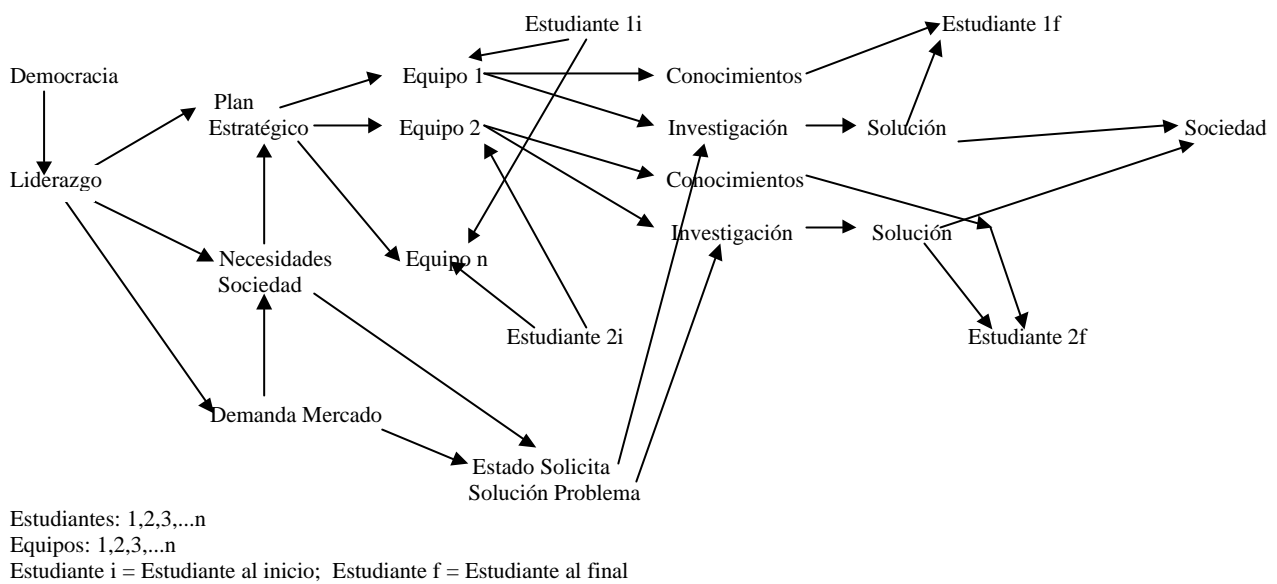 Estudiante 1i
Estudiante 1f
Democracia
Equipo 1
Conocimientos
Plan
Estratégico
Equipo 2
Investigación
Solución
Sociedad
Liderazgo
Conocimientos
Investigación
Solución
Necesidades
Sociedad
Equipo n
Estudiante 2i
Estudiante 2f
Demanda Mercado
Estado Solicita
Solución Problema
Estudiantes: 1,2,3,...n
Equipos: 1,2,3,...n
Estudiante i = Estudiante al inicio; Estudiante f = Estudiante al final